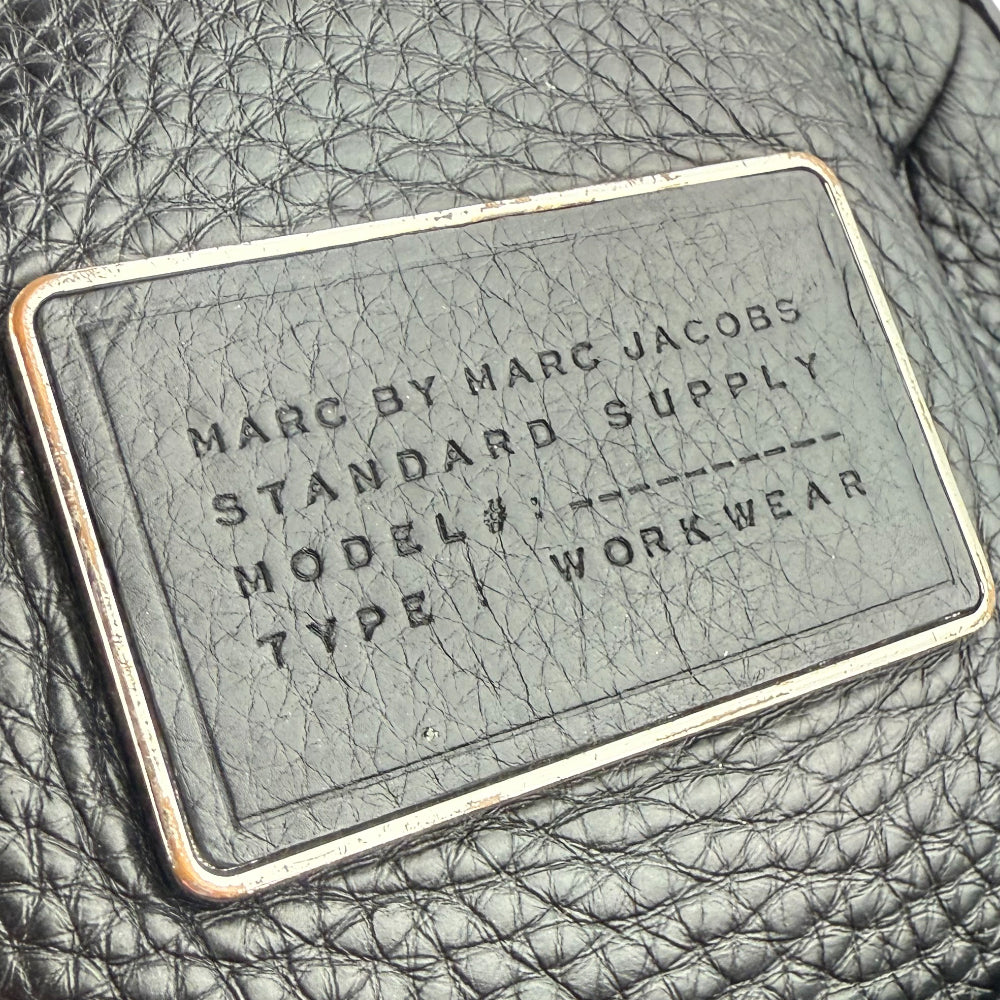 MARC BY MARC JACOBS
STANDARD SUPPLY
MODEL#: -----------
TYPE : WORKWEAR